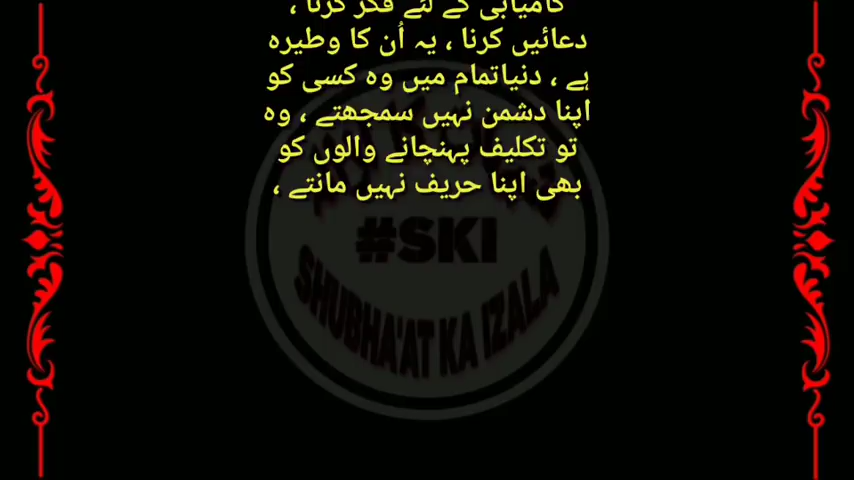 کامیابی کے لئے فکر کرنا ،
دعائیں کرنا ، یہ اُن کا وطیرہ
ہے ، دنیاتمام میں وہ کسی کو
اپنا دشمن نہیں سمجھتے ، وہ
تو تکلیف پہنچانے والوں کو
بھی اپنا حریف نہیں مانتے ،
#SKI
SHUBHA'AT KA IZALA